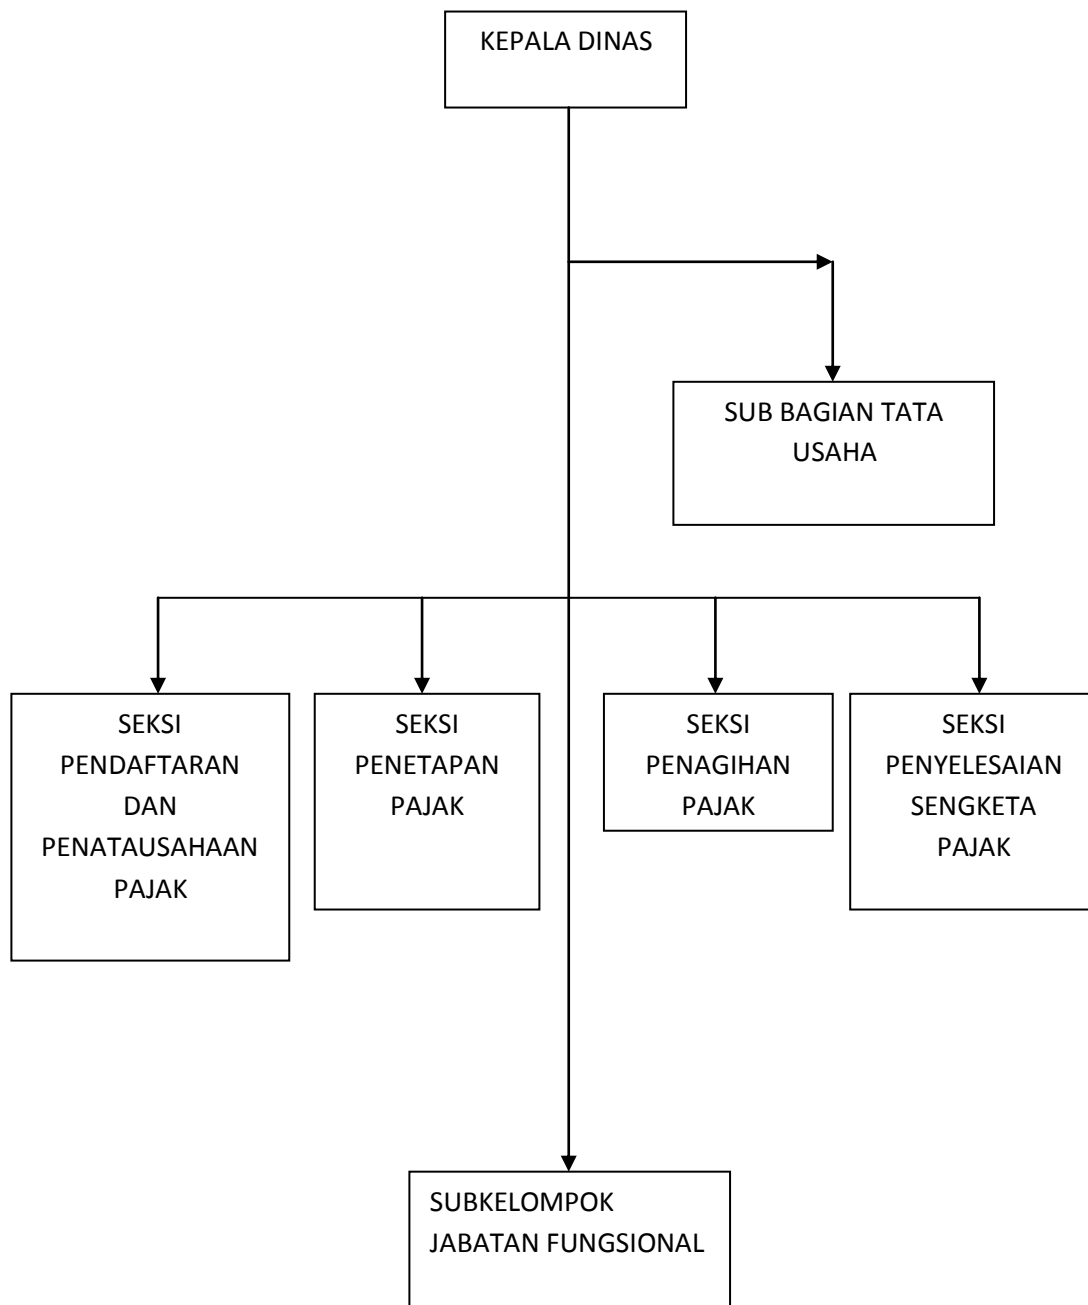 KEPALA DINAS
SUB BAGIAN TATA
USAHA
SEKSI
PENDAFTARAN
DAN
PENATAUSAHAAN
PAJAK
SEKSI
PENETAPAN
PAJAK
SEKSI
PENAGIHAN
PAJAK
SEKSI
PENYELESAIAN
SENGKETA
PAJAK
SUBKELOMPOK
JABATAN FUNGSIONAL